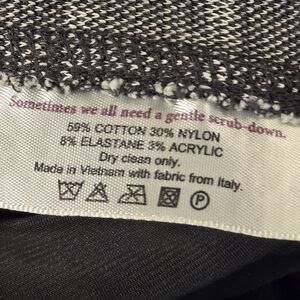 Sometimes we all need a gentle scrub-down.
59% COTTON 30% NYLON
8% ELASTANE 3% ACRYLIC
Dry clean only.
Made in Vietnam with fabric from Italy.
P